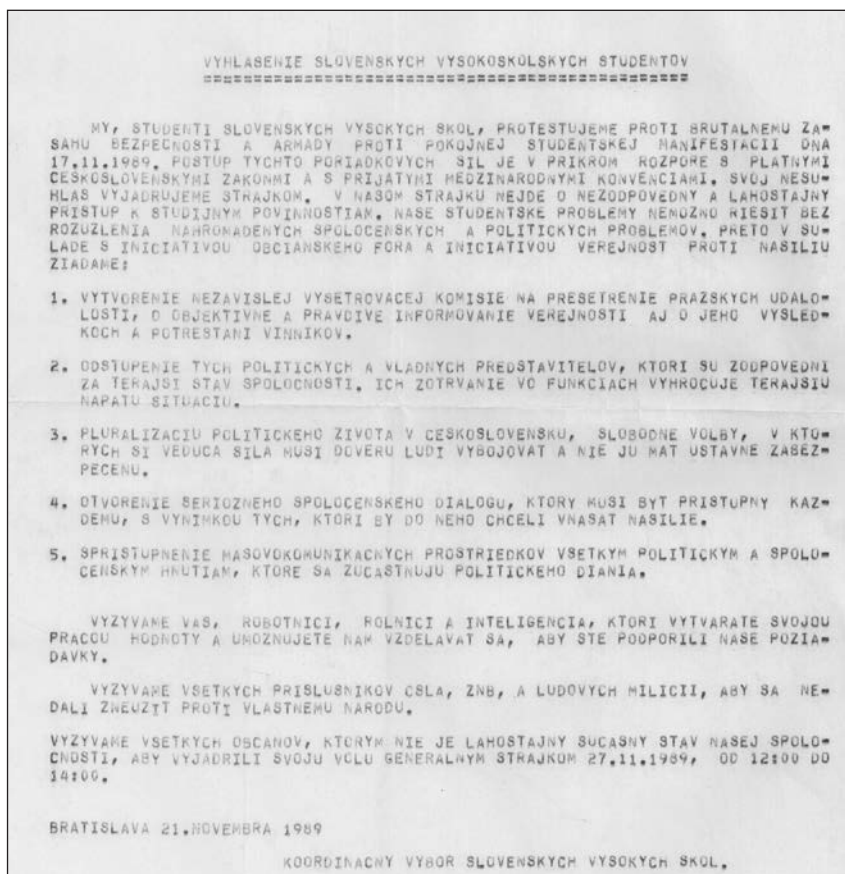 VYHLASENIE SLOVENSKYCH VYSOKOSKOLSKYCH STUDENTOV
================================================
MY, STUDENTI SLOVENSKYCH VYSOKYCH SKOL, PROTESTUJEME PROTI BRUTALNEMU ZA-
SAHU BEZPECNOSTI A ARMADY PROTI POKOJNEJ STUDENTSKEJ MANIFESTACII DNA
17.11.1989. POSTUP TYCHTO PORIADKOVYCH SIL JE V PRIKROM ROZPORE S PLATNYMI
CESKOSLOVENSKYMI ZAKONMI A S PRIJATYMI MEDZINARODNYMI KONVENCIAMI. SVOJ NESU-
HLAS VYJADRUJEME STRAJKOM. V NASOM STRAJKU NEJDE O NEZODPOVEDNY A LAHOSTAJNY
PRISTUP K STUDIJNYM POVINNOSTIAM. NASE STUDENTSKE PROBLEMY NEMOZNO RIESIT BEZ
ROZUZLENIA NAHROMADENYCH SPOLOCENSKYCH A POLITICKYCH PROBLEMOV. PRETO V SU-
LADE S INICIATIVOU OBCIANSKEHO FORA A INICIATIVOU VEREJNOST PROTI NASILIU
ZIADAME:
1. VYTVORENIE NEZAVISLEJ VYSETROVACEJ KOMISIE NA PRESETRENIE PRAZSKYCH UDALO-
LOSTI, O OBJEKTIVNE A PRAVDIVE INFORMOVANIE VEREJNOSTI AJ O JEHO VYSLED-
KOCH A POTRESTANI VINNIKOV.
2. ODSTUPENIE TYCH POLITICKYCH A VLADNYCH PREDSTAVITELOV, KTORI SU ZODPOVEDNI
ZA TERAJSI STAV SPOLOCNOSTI. ICH ZOTRVANIE VO FUNKCIACH VYHROCUJE TERAJSIU
NAPATU SITUACIU.
3. PLURALIZACIU POLITICKEHO ZIVOTA V CESKOSLOVENSKU, SLOBODNE VOLBY, V KTO-
RYCH SI VEDUCA SILA MUSI DOVERU LUDI VYBOJOVAT A NIE JU MAT USTAVNE ZABEZ-
PECENU.
4. OTVORENIE SERIOZNEHO SPOLOCENSKEHO DIALOGU, KTORY MUSI BYT PRISTUPNY KAZ-
DEMU, S VYNIMKOU TYCH, KTORI BY DO NEHO CHCELI VNASAT NASILIE.
5. SPRISTUPNENIE MASOVOKOMUNIKACNYCH PROSTRIEDKOV VSETKYM POLITICKYM A SPOLO-
CENSKYM HNUTIAM, KTORE SA ZUCASTNUJU POLITICKEHO DIANIA.
VYZYVAME VAS, ROBOTNICI, ROLNICI A INTELIGENCIA, KTORI VYTVARATE SVOJOU
PRACOU HODNOTY A UMOZNUJETE NAM VZDELAVAT SA, ABY STE PODPORILI NASE POZIA-
DAVKY.
VYZYVAME VSETKYCH PRISLUSNIKOV CSLA, ZNB, A LUDOVYCH MILICII, ABY SA NE-
DALI ZNEUZIT PROTI VLASTNEMU NARODU.
VYZYVAME VSETKYCH OBCANOV, KTORYM NIE JE LAHOSTAJNY SUCASNY STAV NASEJ SPOLO-
CNOSTI, ABY VYJADRILI SVOJU VOLU GENERALNYM STRAJKOM 27.11.1989, OD 12:00 DO
14:00.
BRATISLAVA 21.NOVEMBRA 1989
KOORDINACNY VYBOR SLOVENSKYCH VYSOKYCH SKOL.